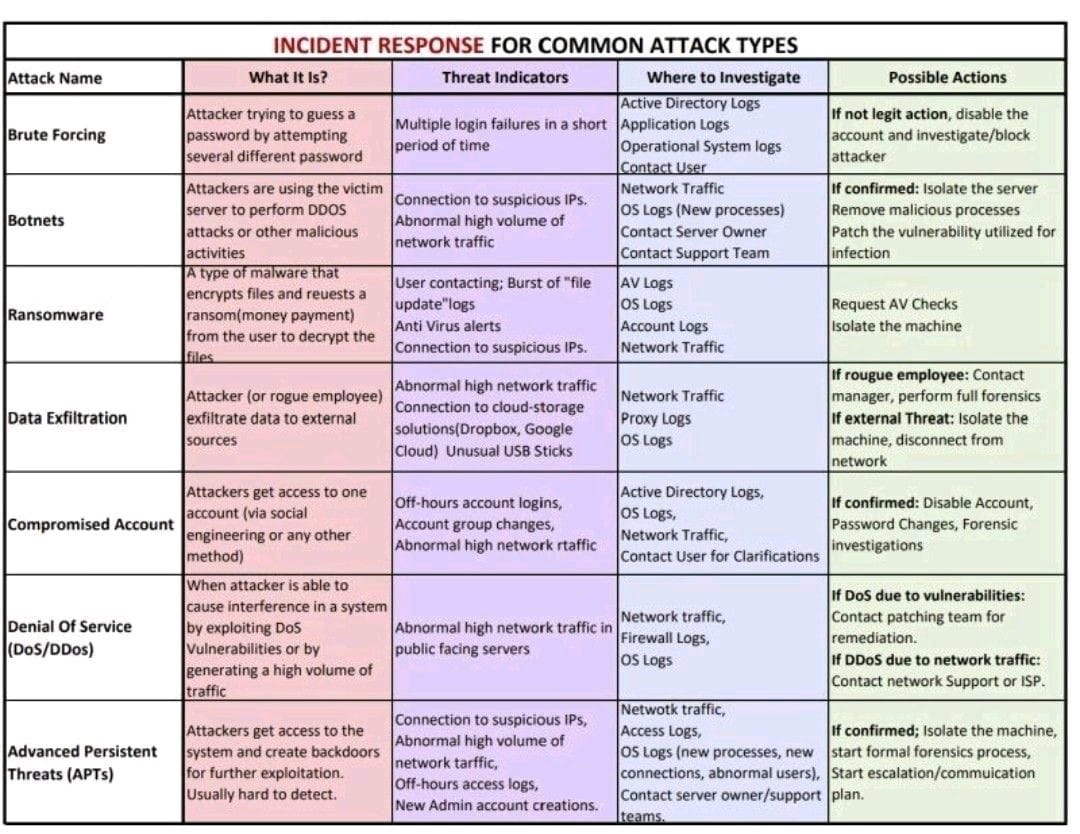 INCIDENT RESPONSE FOR COMMON ATTACK TYPES
Attack Name
What It Is?
Threat Indicators
Where to Investigate
Possible Actions
Brute Forcing
Attacker trying to guess a
password by attempting
several different password
Multiple login failures in a short
period of time
Active Directory Logs
Application Logs
Operational System logs
Contact User
If not legit action, disable the
account and investigate/block
attacker
Botnets
Attackers are using the victim
server to perform DDOS
attacks or other malicious
activities
Connection to suspicious IPs.
Abnormal high volume of
network traffic
Network Traffic
OS Logs (New processes)
Contact Server Owner
Contact Support Team
If confirmed: Isolate the server
Remove malicious processes
Patch the vulnerability utilized for
infection
Ransomware
A type of malware that
encrypts files and reuests a
ransom(money payment)
from the user to decrypt the
files
User contacting; Burst of "file
update"logs
Anti Virus alerts
Connection to suspicious IPs.
AV Logs
OS Logs
Account Logs
Network Traffic
Request AV Checks
Isolate the machine
Data Exfiltration
Attacker (or rogue employee)
exfiltrate data to external
sources
Abnormal high network traffic
Connection to cloud-storage
solutions(Dropbox, Google
Cloud) Unusual USB Sticks
Network Traffic
Proxy Logs
OS Logs
If rougue employee: Contact
manager, perform full forensics
If external Threat: Isolate the
machine, disconnect from
network
Compromised Account
Attackers get access to one
account (via social
engineering or any other
method)
Off-hours account logins,
Account group changes,
Abnormal high network rtaffic
Active Directory Logs,
OS Logs,
Network Traffic,
Contact User for Clarifications
If confirmed: Disable Account,
Password Changes, Forensic
investigations
Denial Of Service
(DoS/DDos)
When attacker is able to
cause interference in a system
by exploiting DoS
Vulnerabilities or by
generating a high volume of
traffic
Abnormal high network traffic in
public facing servers
Network traffic,
Firewall Logs,
OS Logs
If DoS due to vulnerabilities:
Contact patching team for
remediation.
If DDoS due to network traffic:
Contact network Support or ISP.
Advanced Persistent
Threats (APTs)
Attackers get access to the
system and create backdoors
for further exploitation.
Usually hard to detect.
Connection to suspicious IPs,
Abnormal high volume of
network tarffic,
Off-hours access logs,
New Admin account creations.
Netwotk traffic,
Access Logs,
OS Logs (new processes, new
connections, abnormal users),
Contact server owner/support
teams.
If confirmed; Isolate the machine,
start formal forensics process,
Start escalation/commuication
plan.